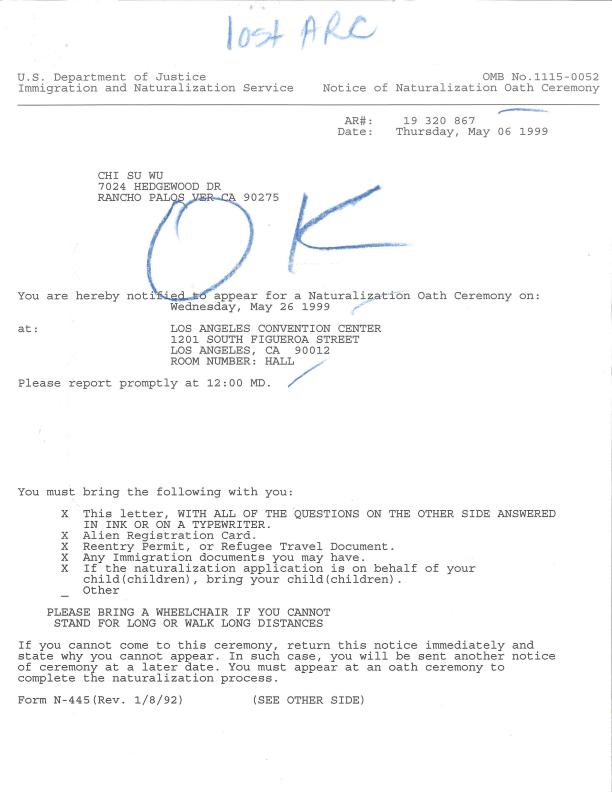 lost ARC
U.S. Department of Justice OMB No.1115-0052
Immigration and Naturalization Service Notice of Naturalization Oath Ceremony
AR#: 19 320 867
Date: Thursday, May 06 1999
CHI SU WU
7024 HEDGEWOOD DR
RANCHO PALOS VER CA 90275
OK
You are hereby notified to appear for a Naturalization Oath Ceremony on:
Wednesday, May 26 1999
at: LOS ANGELES CONVENTION CENTER
1201 SOUTH FIGUEROA STREET
LOS ANGELES, CA 90012
ROOM NUMBER: HALL
Please report promptly at 12:00 MD.
You must bring the following with you:
X This letter, WITH ALL OF THE QUESTIONS ON THE OTHER SIDE ANSWERED
IN INK OR ON A TYPEWRITER.
X Alien Registration Card.
X Reentry Permit, or Refugee Travel Document.
X Any Immigration documents you may have.
X If the naturalization application is on behalf of your
child(children), bring your child(children).
_ Other
PLEASE BRING A WHEELCHAIR IF YOU CANNOT
STAND FOR LONG OR WALK LONG DISTANCES
If you cannot come to this ceremony, return this notice immediately and
state why you cannot appear. In such case, you will be sent another notice
of ceremony at a later date. You must appear at an oath ceremony to
complete the naturalization process.
Form N-445(Rev. 1/8/92) (SEE OTHER SIDE)